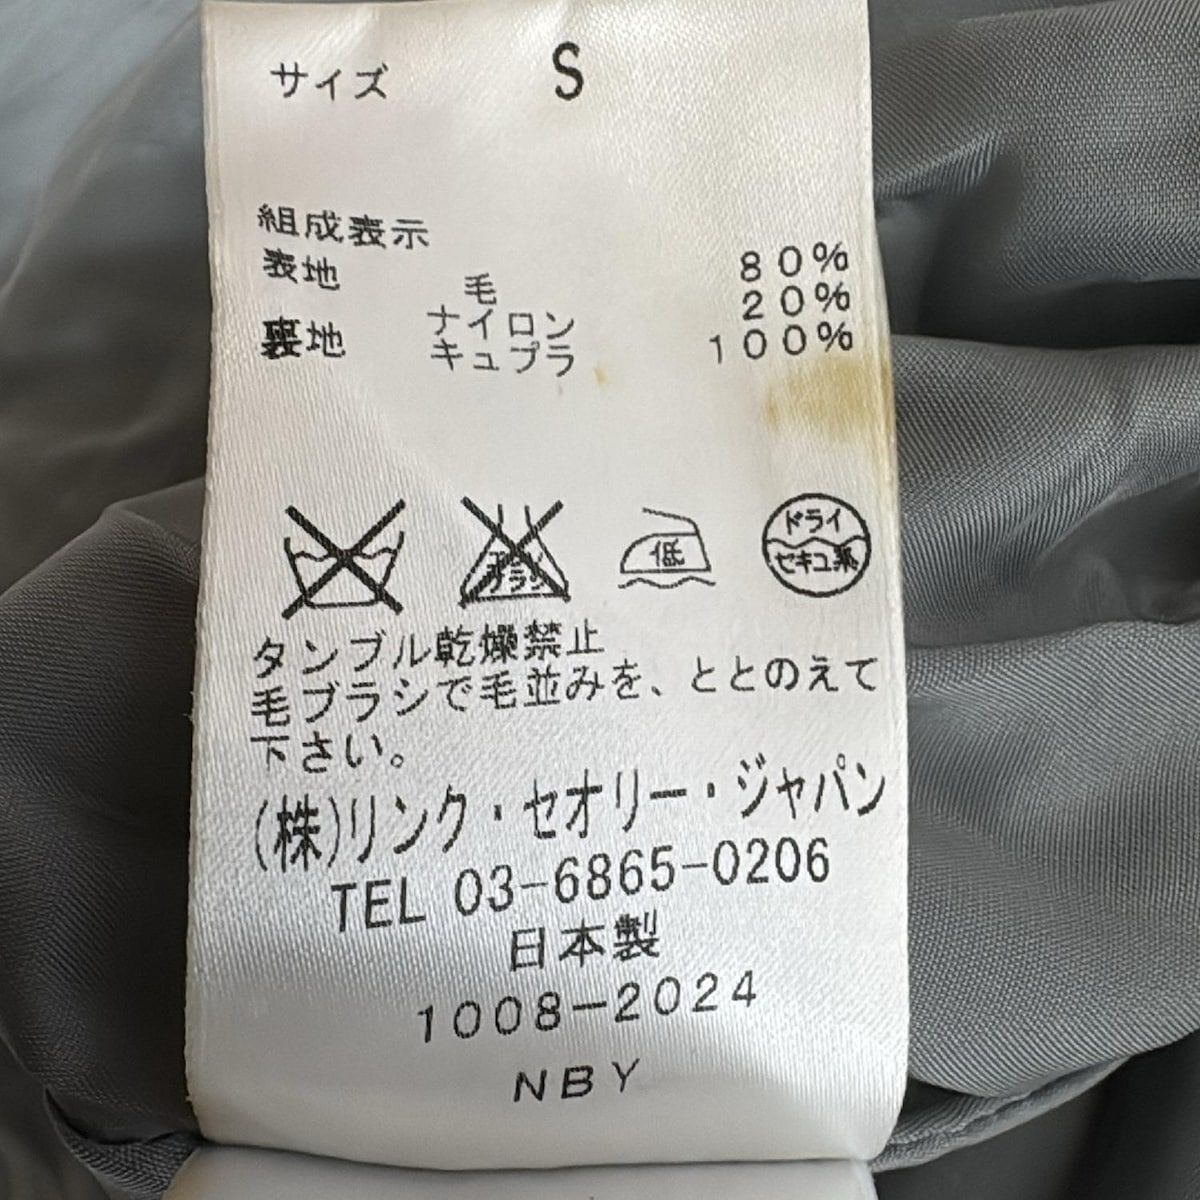 サイズ S
組成表示
表地 毛 80%
ナイロン 20%
裏地 キュプラ 100%
エンソ サラシ
低
ドライ
セキユ系
タンブル乾燥禁止
毛ブラシで毛並みを、ととのえて
下さい。
(株)リンク・セオリー・ジャパン
TEL 03-6865-0206
日本製
1008-2024
NBY